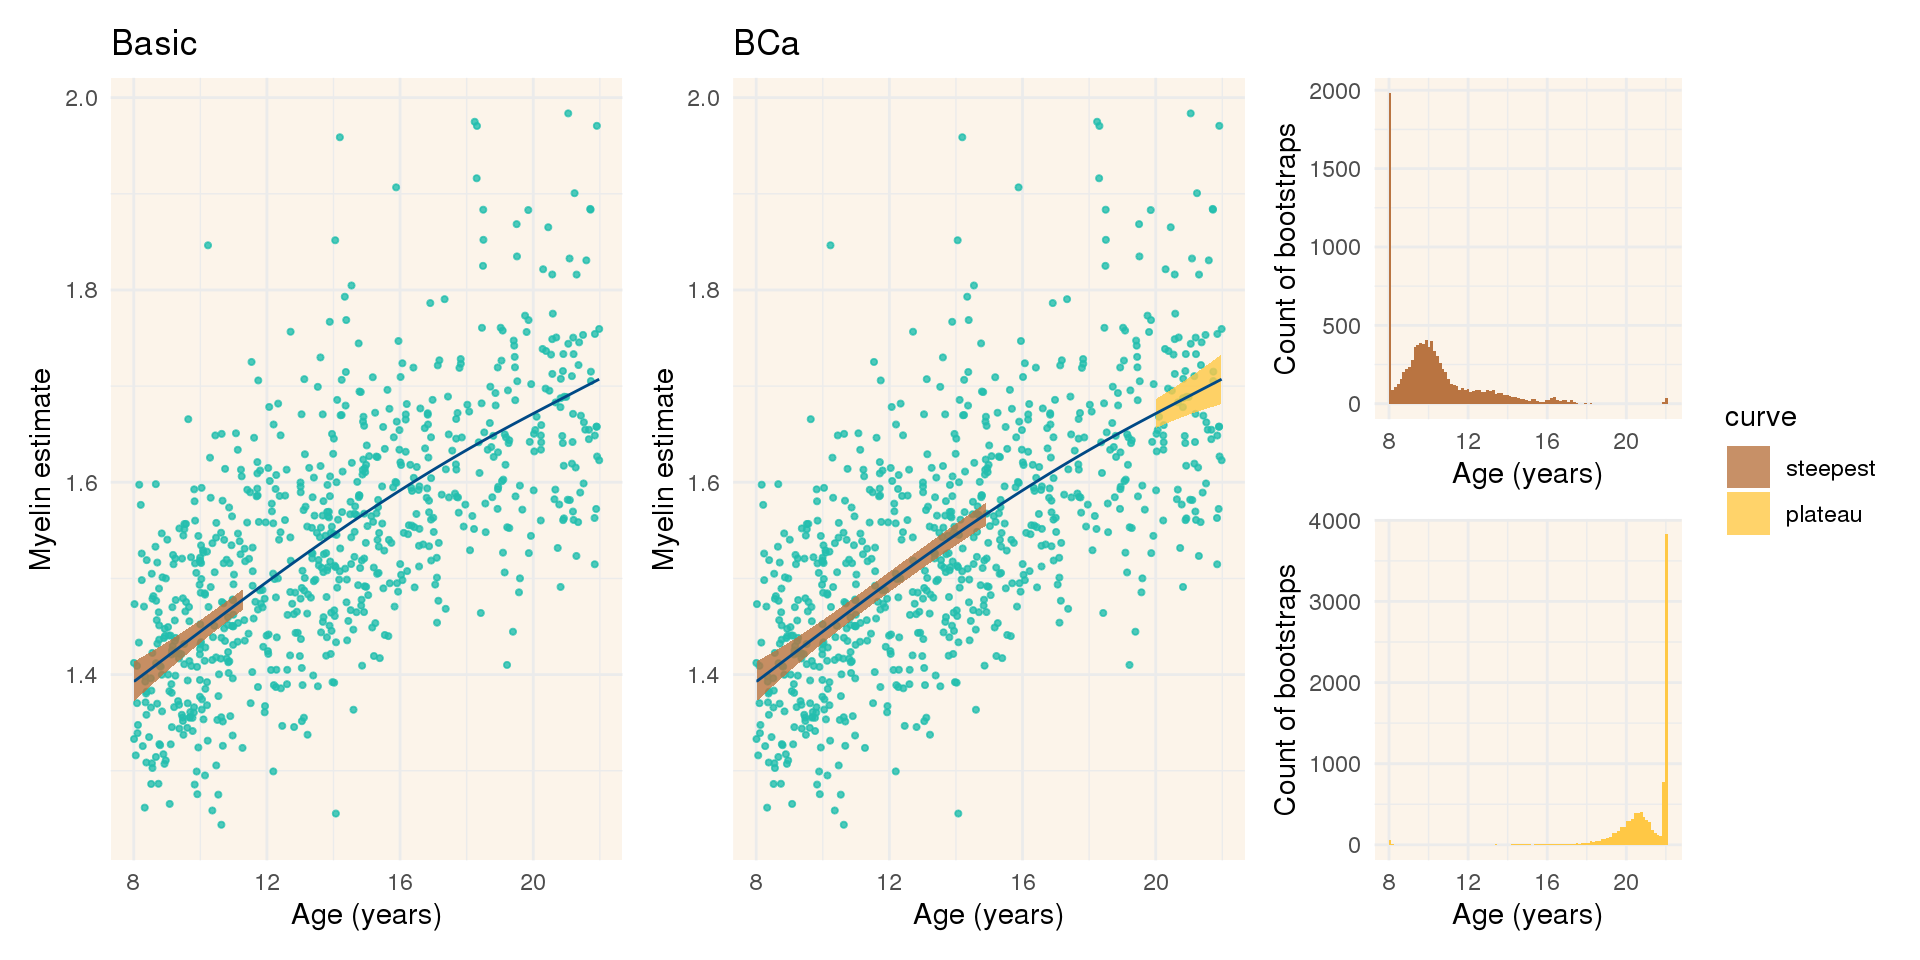 Basic
2.0
1.8
1.6
1.4
Myelin estimate
8 12 16 20
Age (years)
BCa
2.0
1.8
1.6
1.4
Myelin estimate
8 12 16 20
Age (years)
2000
1500
1000
500
0
Count of bootstraps
8 12 16 20
Age (years)
4000
3000
2000
1000
0
Count of bootstraps
8 12 16 20
Age (years)
curve
steepest
plateau